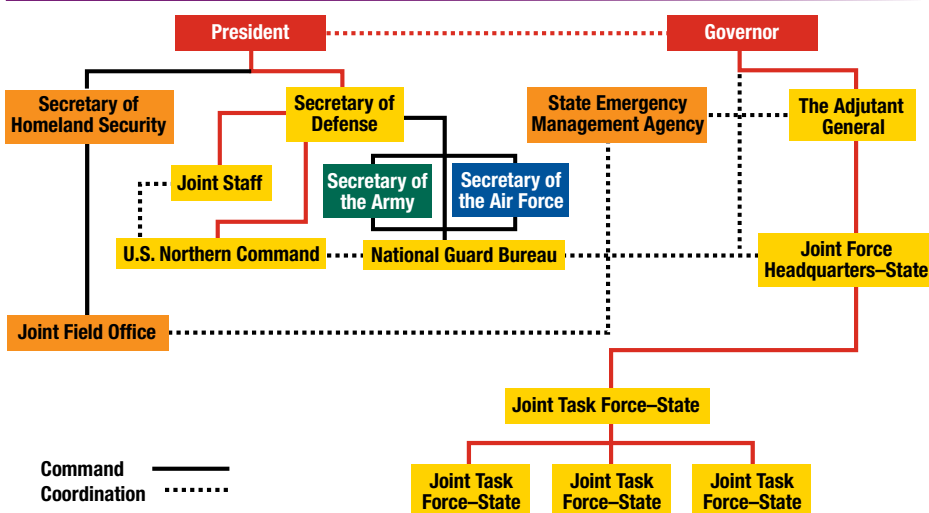 President
Governor
Secretary of
Homeland Security
Secretary of
Defense
State Emergency
Management Agency
The Adjutant
General
Joint Staff
Secretary of
the Army
Secretary of
the Air Force
U.S. Northern Command
National Guard Bureau
Joint Force
Headquarters–State
Joint Field Office
Joint Task Force–State
Command
Coordination
Joint Task
Force–State
Joint Task
Force–State
Joint Task
Force–State